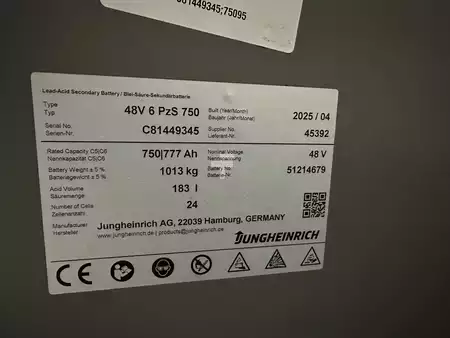 C81449345;75095
Lead-Acid Secondary Battery / Blei-Säure-Sekundärbatterie
Type
Typ
48V 6 PzS 750
Built (Year/Month)
Baujahr (Jahr/Monat)
2025 / 04
Serial No.
Serien-Nr.
C81449345
Supplier No.
Lieferant-Nr.
45392
Rated Capacity C5|C6
Nennkapazität C5|C6
750|777 Ah
Nominal Voltage
Nennspannung
48 V
Battery Weight ± 5 %
Batteriegewicht ± 5 %
1013 kg
Battery-No.
Batterie-Nr.
51214679
Acid Volume
Säuremenge
183 l
Number of Cells
Zellenanzahl
24
Manufacturer
Hersteller
Jungheinrich AG, 22039 Hamburg, GERMANY
www.jungheinrich.de | products@jungheinrich.de
JUNGHEINRICH
CE